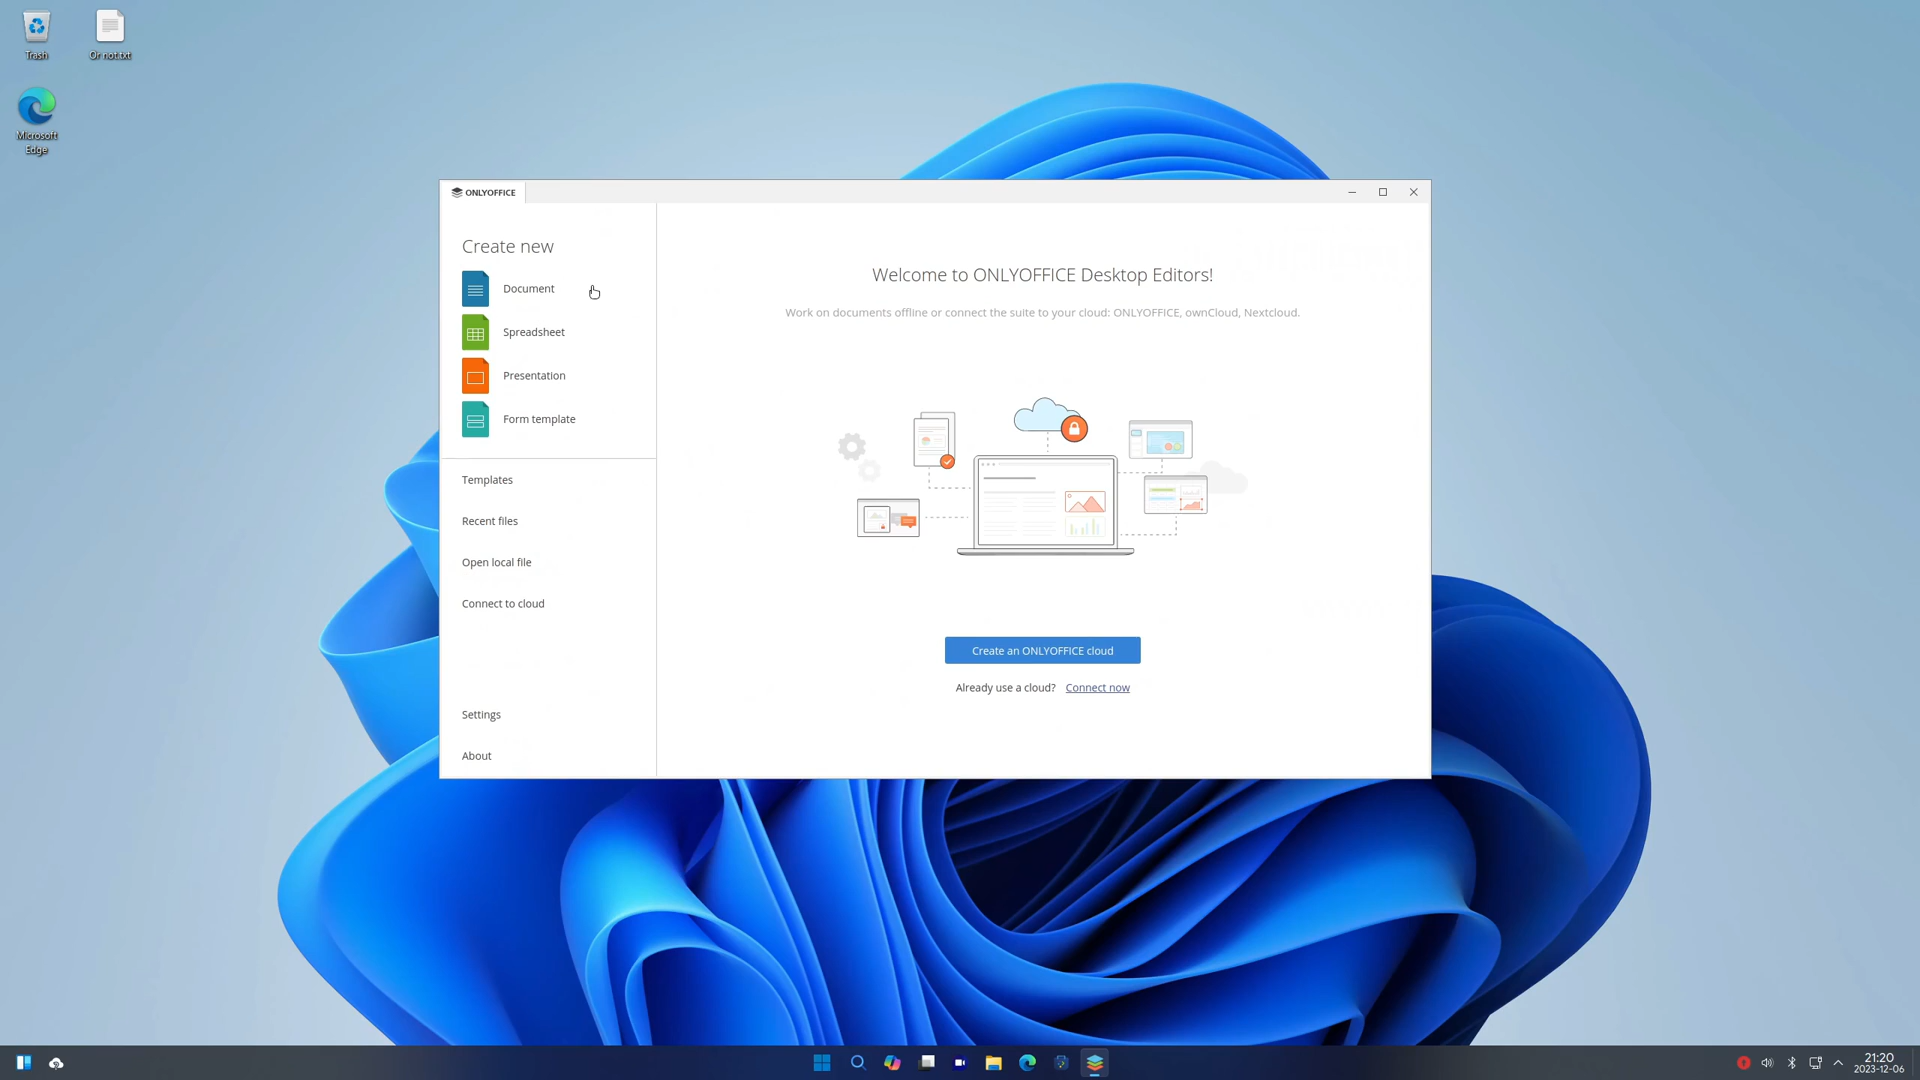 Trash
Or not.txt
Microsoft
Edge
ONLYOFFICE
Create new
Document
Spreadsheet
Presentation
Form template
Templates
Recent files
Open local file
Connect to cloud
Settings
About
Welcome to ONLYOFFICE Desktop Editors!
Work on documents offline or connect the suite to your cloud: ONLYOFFICE, ownCloud, Nextcloud.
Create an ONLYOFFICE cloud
Already use a cloud? Connect now
21:20
2023-12-06